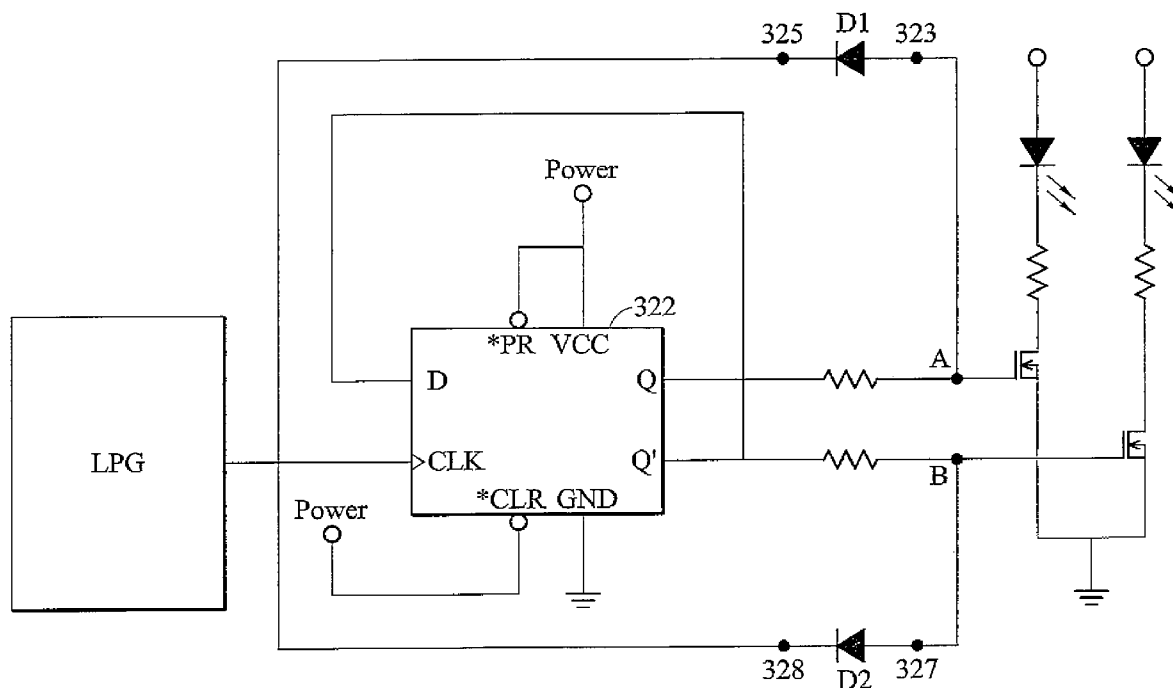 D1
325
323
Power
322
*PR VCC
A
D
Q
LPG
CLK
Q'
B
*CLR GND
Power
328
327
D2